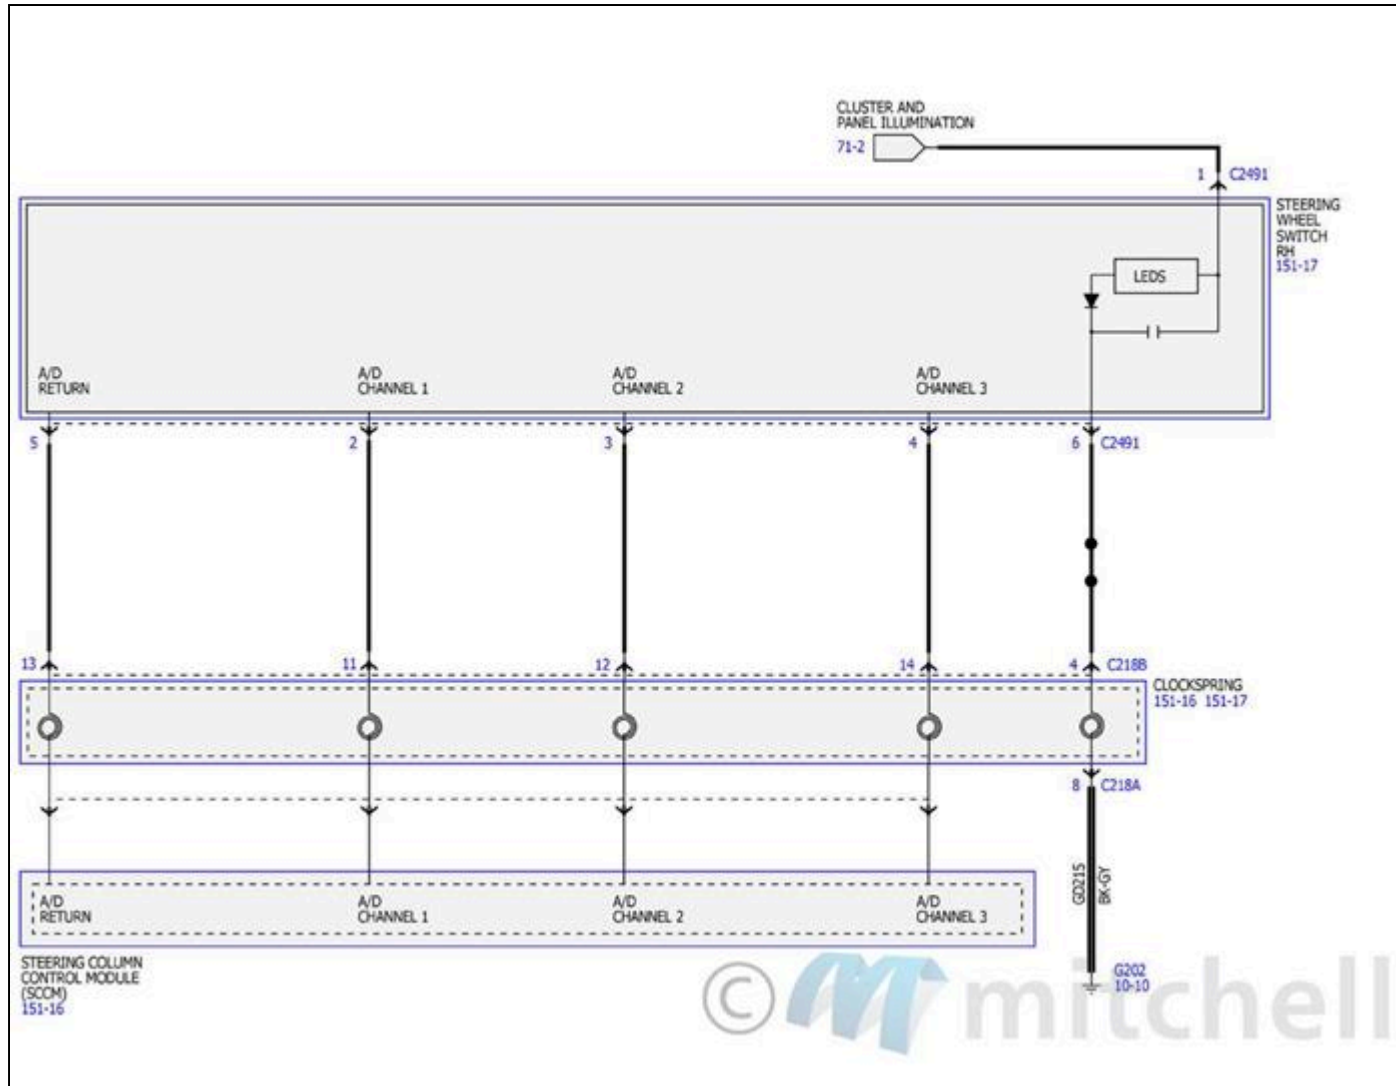 CLUSTER AND
PANEL ILLUMINATION
71-2
1 C2491
STEERING
WHEEL
SWITCH
RH
151-17
LEDS
A/D
RETURN
A/D
CHANNEL 1
A/D
CHANNEL 2
A/D
CHANNEL 3
5 2 3 4 6 C2491
13 11 12 14 4 C218B
CLOCKSPRING
151-16 151-17
8 C218A
GD215
BK-GY
A/D
RETURN
A/D
CHANNEL 1
A/D
CHANNEL 2
A/D
CHANNEL 3
STEERING COLUMN
CONTROL MODULE
(SCCM)
151-16
G202
10-10
© mitchell